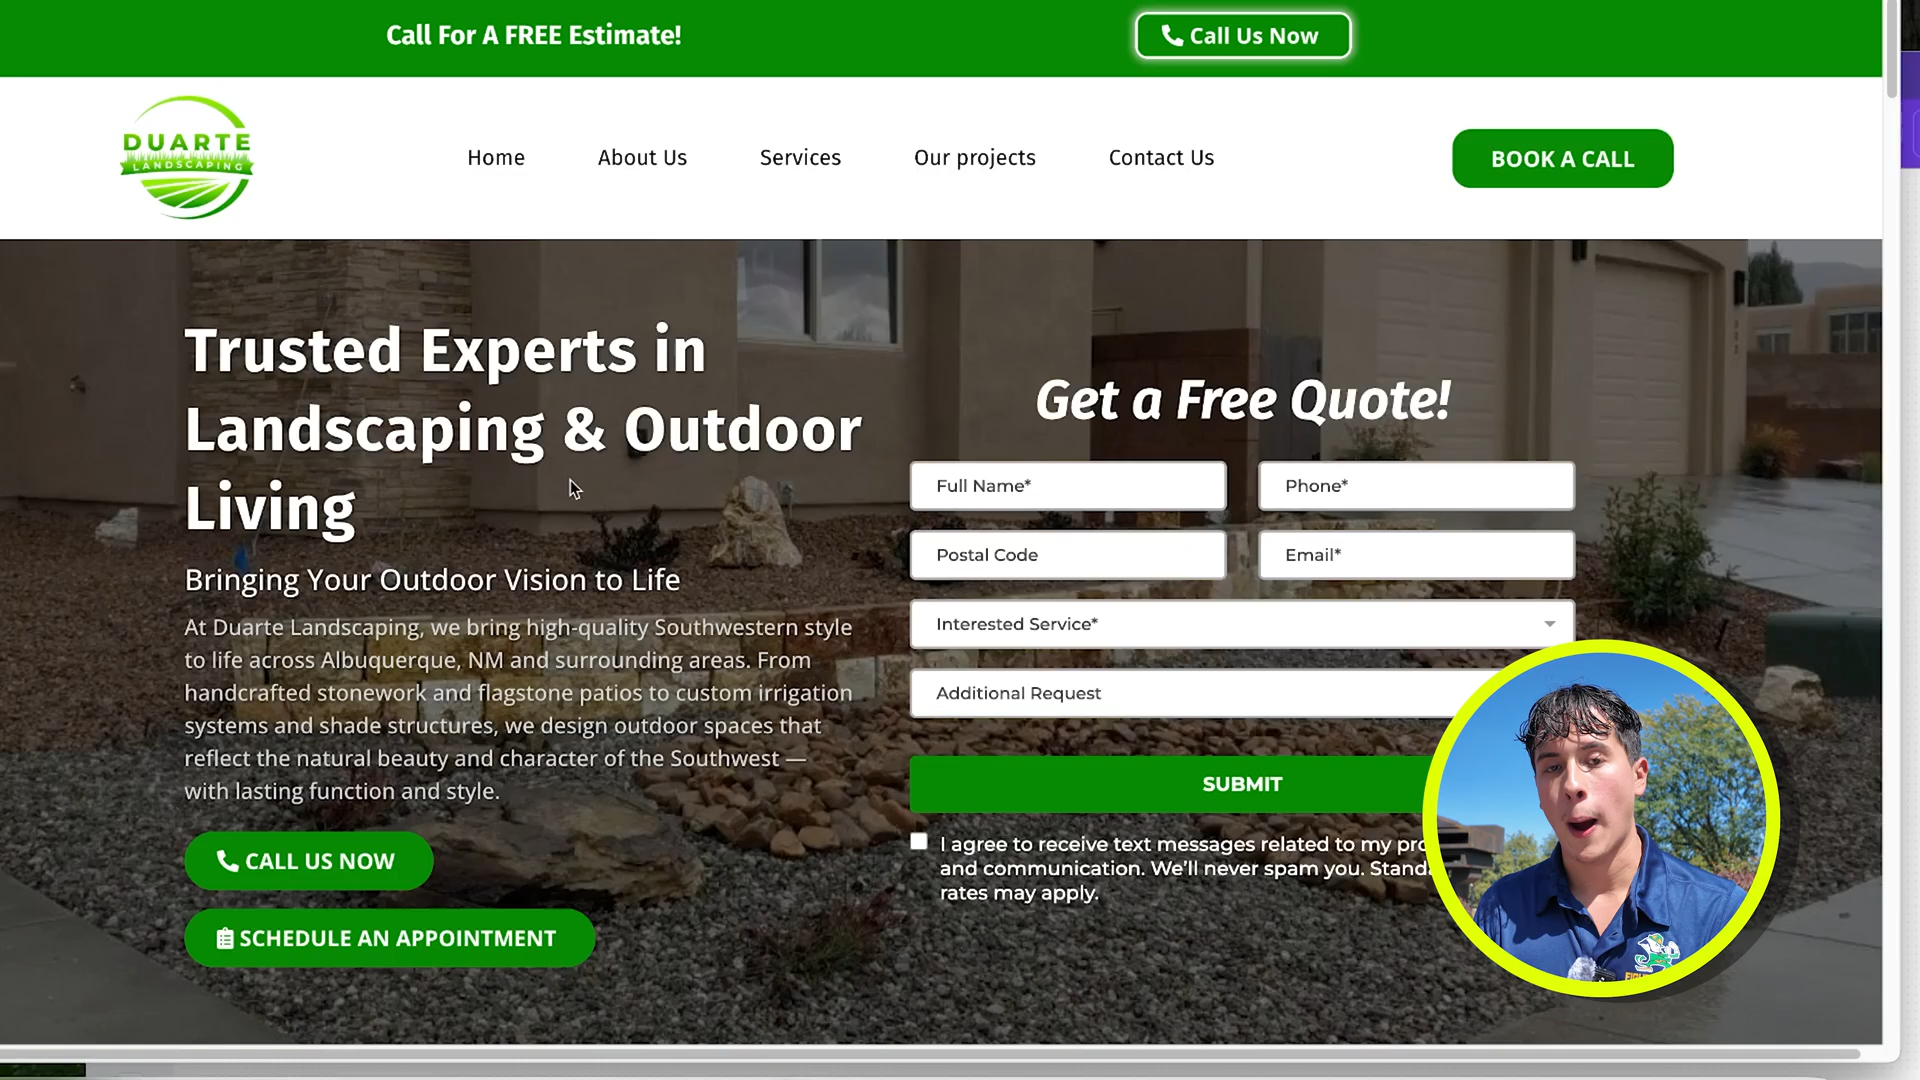 Call For A FREE Estimate!
Call Us Now
DUARTE
LANDSCAPING
Home
About Us
Services
Our projects
Contact Us
BOOK A CALL
Trusted Experts in
Landscaping & Outdoor
Living
Bringing Your Outdoor Vision to Life
At Duarte Landscaping, we bring high-quality Southwestern style
to life across Albuquerque, NM and surrounding areas. From
handcrafted stonework and flagstone patios to custom irrigation
systems and shade structures, we design outdoor spaces that
reflect the natural beauty and character of the Southwest —
with lasting function and style.
CALL US NOW
SCHEDULE AN APPOINTMENT
Get a Free Quote!
Full Name*
Phone*
Postal Code
Email*
Interested Service*
Additional Request
SUBMIT
I agree to receive text messages related to my
and communication. We'll never spam you.
rates may apply.